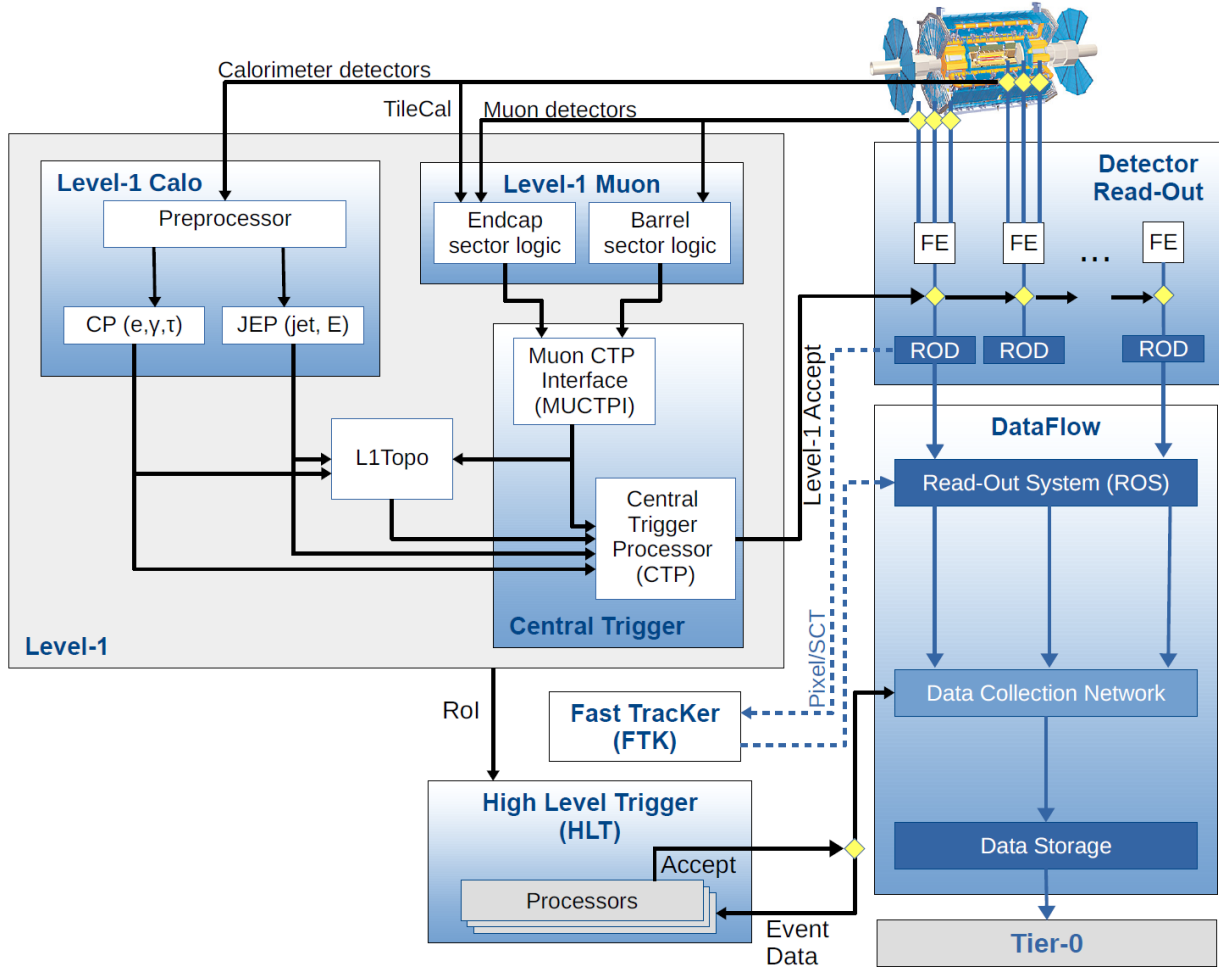 Calorimeter detectors
TileCal
Muon detectors
Level-1 Calo
Preprocessor
CP (e,γ,τ)
JEP (jet, E)
Level-1 Muon
Endcap
sector logic
Barrel
sector logic
Muon CTP
Interface
(MUCTPI)
L1Topo
Central
Trigger
Processor
(CTP)
Central Trigger
Level-1
Level-1 Accept
Detector
Read-Out
FE
FE
...
FE
ROD
ROD
ROD
DataFlow
Read-Out System (ROS)
Data Collection Network
Data Storage
Tier-0
Pixel/SCT
RoI
Fast TracKer
(FTK)
High Level Trigger
(HLT)
Accept
Processors
Event
Data